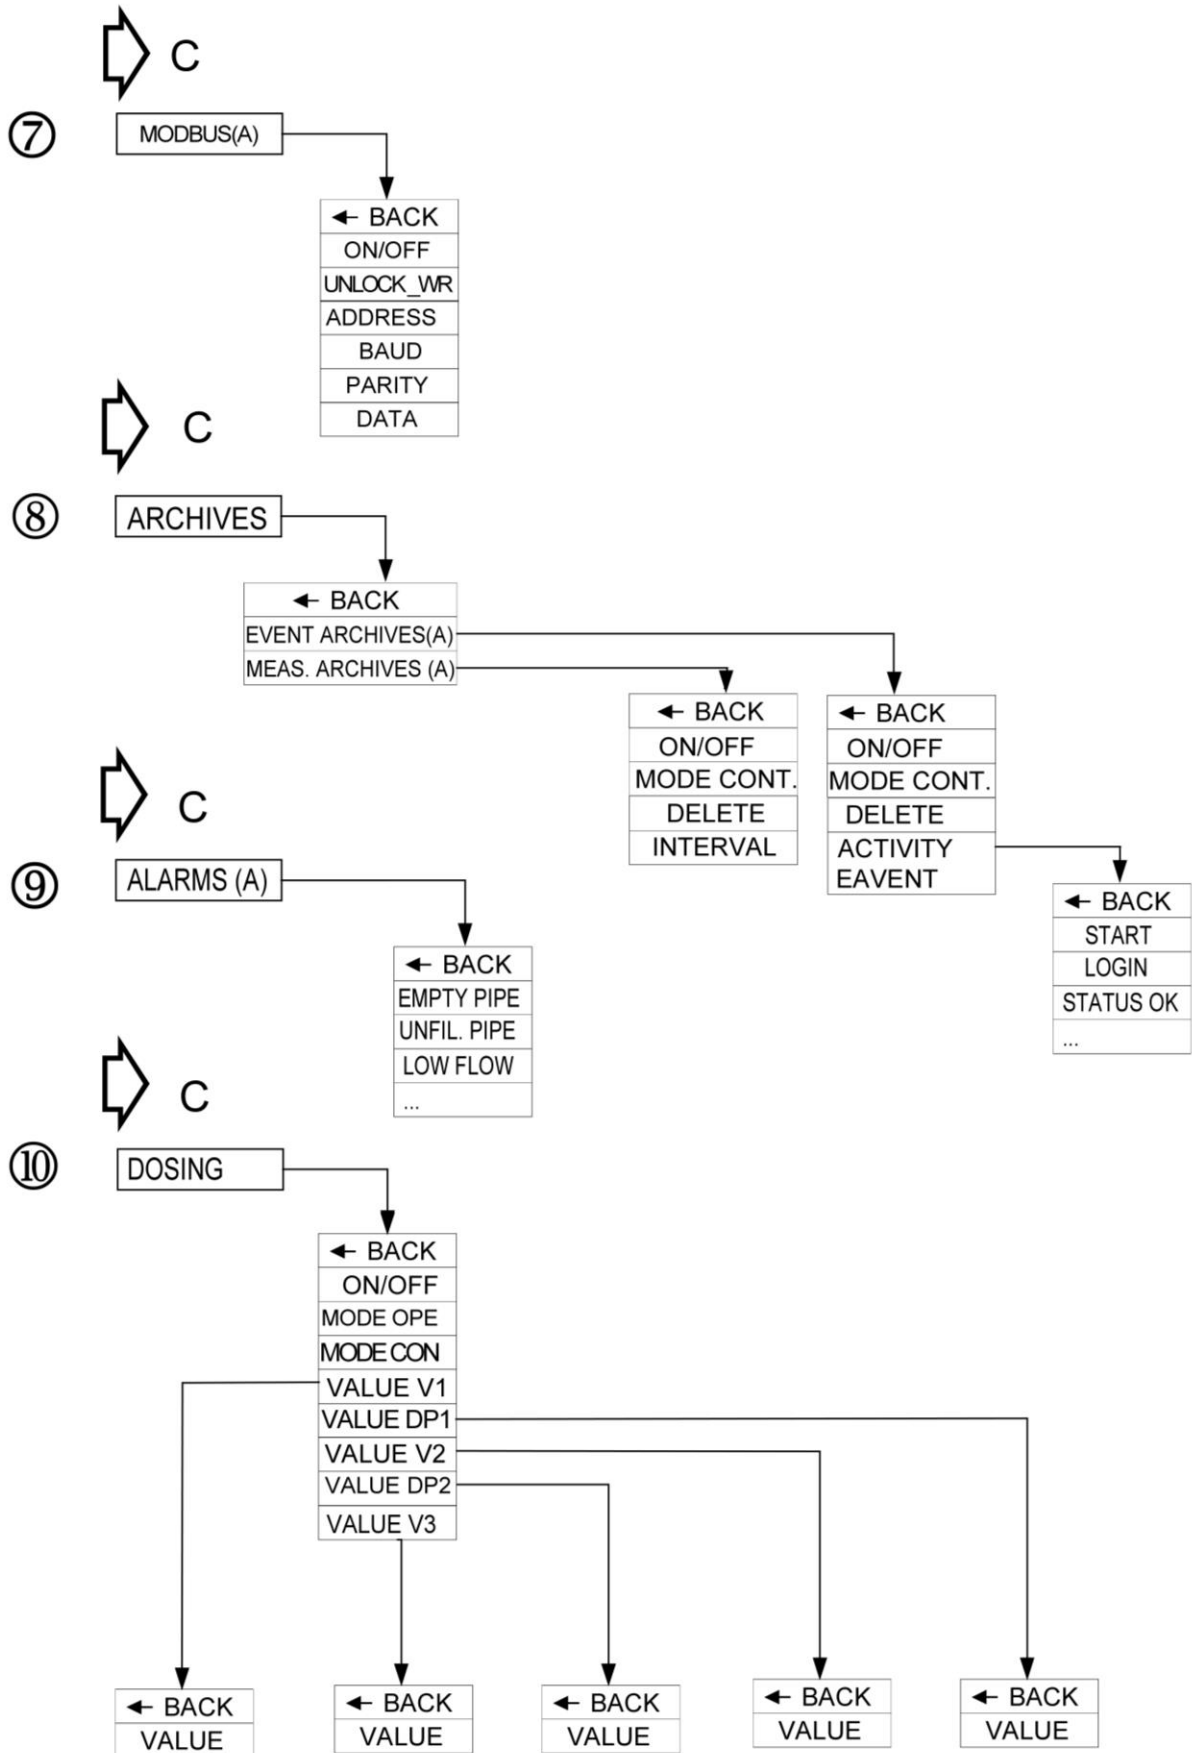 C
⑦
MODBUS(A)
← BACK
ON/OFF
UNLOCK_WR
ADDRESS
BAUD
PARITY
DATA
C
⑧
ARCHIVES
← BACK
EVENT ARCHIVES(A)
MEAS. ARCHIVES (A)
← BACK
ON/OFF
MODE CONT.
DELETE
INTERVAL
← BACK
ON/OFF
MODE CONT.
DELETE
ACTIVITY
EAVENT
← BACK
START
LOGIN
STATUS OK
...
C
⑨
ALARMS (A)
← BACK
EMPTY PIPE
UNFIL. PIPE
LOW FLOW
...
C
⑩
DOSING
← BACK
ON/OFF
MODE OPE
MODE CON
VALUE V1
VALUE DP1
VALUE V2
VALUE DP2
VALUE V3
← BACK
VALUE
← BACK
VALUE
← BACK
VALUE
← BACK
VALUE
← BACK
VALUE